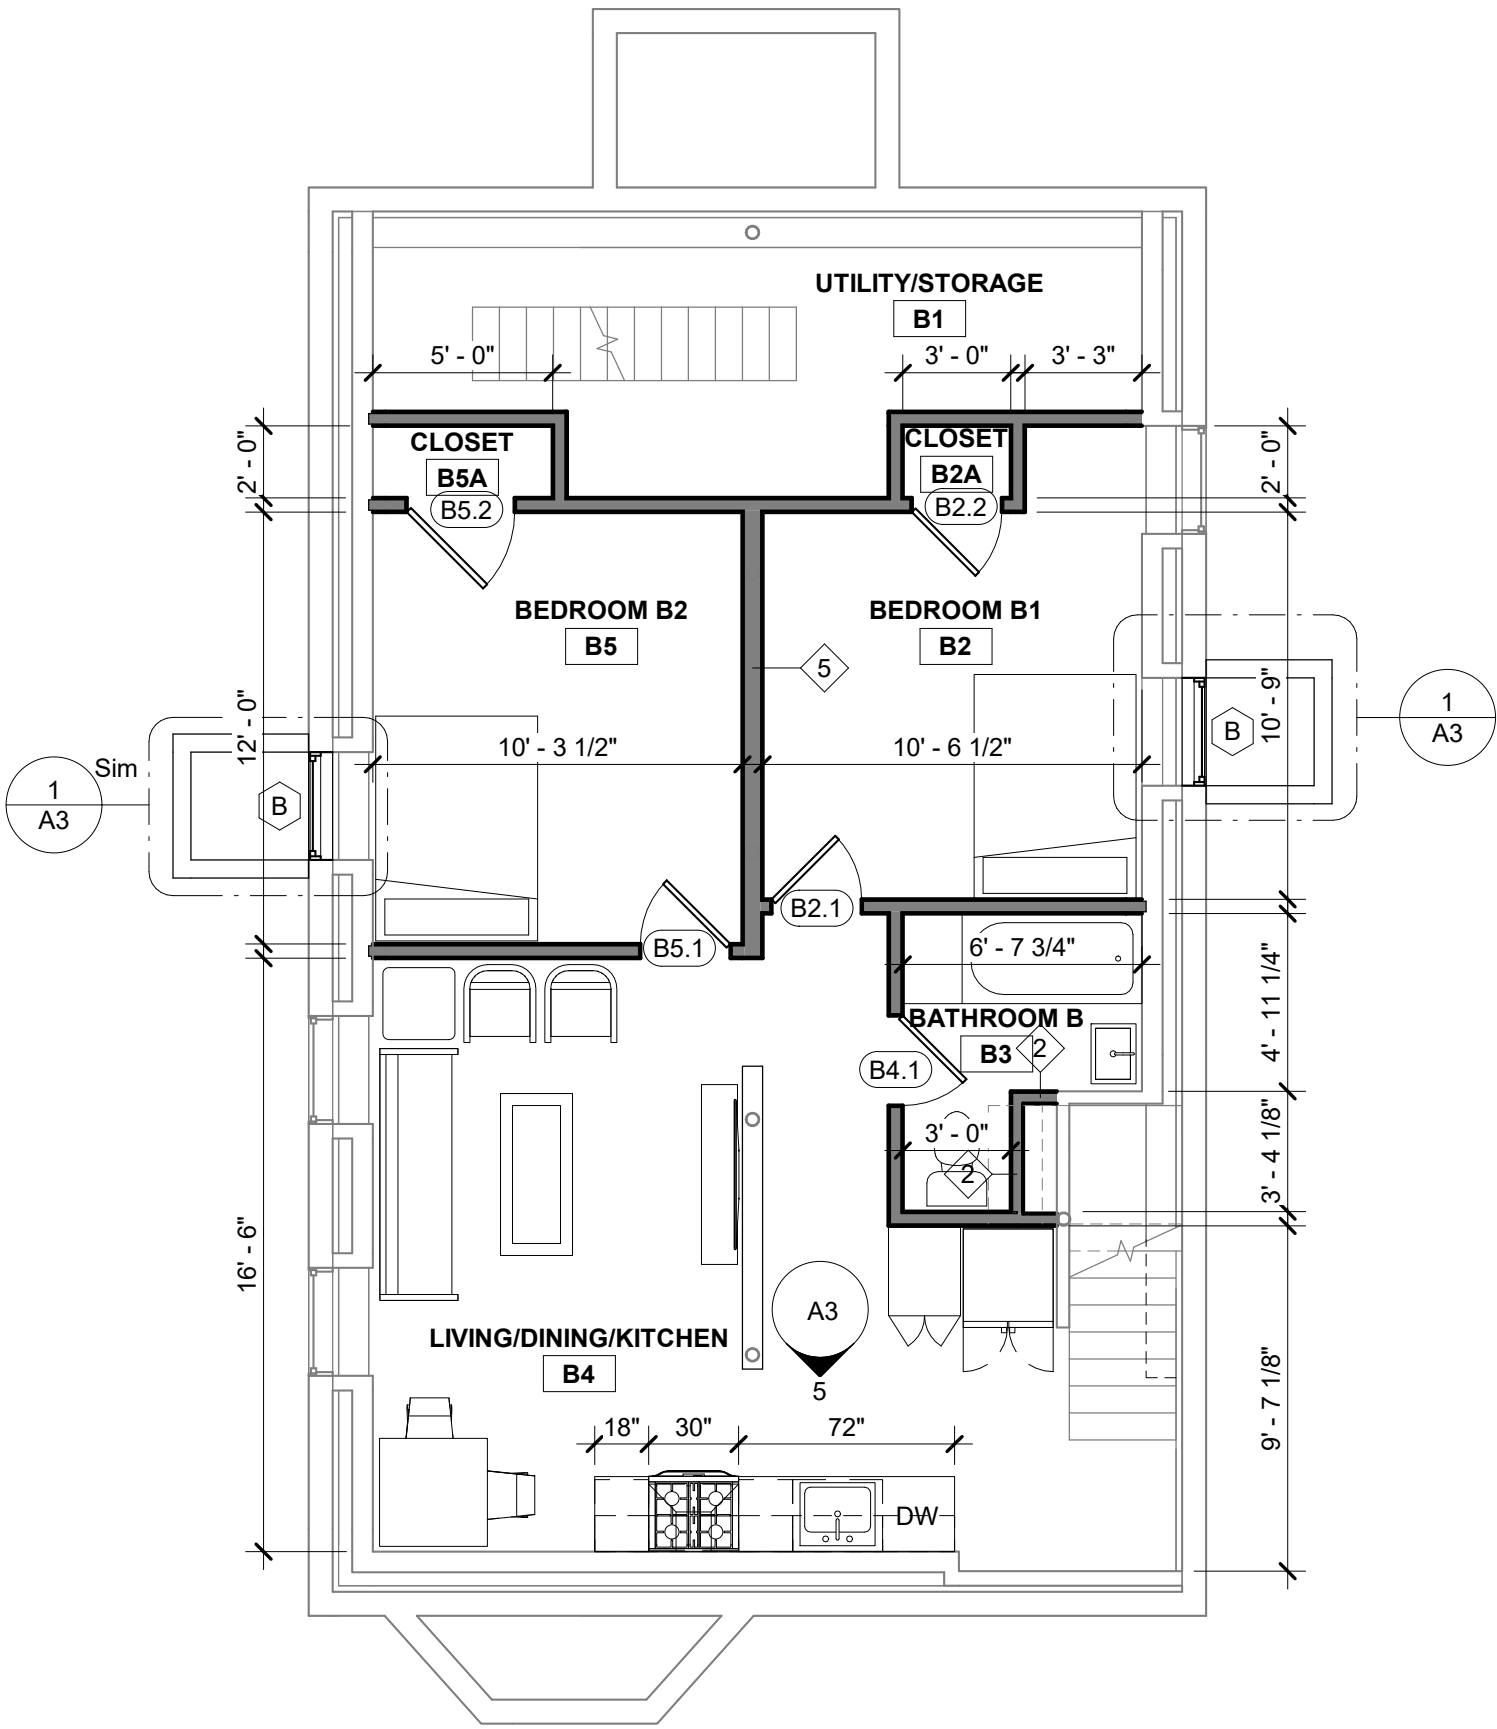 UTILITY/STORAGE
B1
5' - 0"
3' - 0"
3' - 3"
2' - 0"
CLOSET
B5A
B5.2
CLOSET
B2A
B2.2
2' - 0"
BEDROOM B2
B5
BEDROOM B1
B2
5
12' - 0"
10' - 9"
1
A3
B
10' - 3 1/2"
10' - 6 1/2"
Sim
1
A3
B
B2.1
B5.1
6' - 7 3/4"
4' - 11 1/4"
BATHROOM B
B3
2
B4.1
3' - 0"
2
3' - 4 1/8"
16' - 6"
A3
5
LIVING/DINING/KITCHEN
B4
9' - 7 1/8"
18"
30"
72"
DW